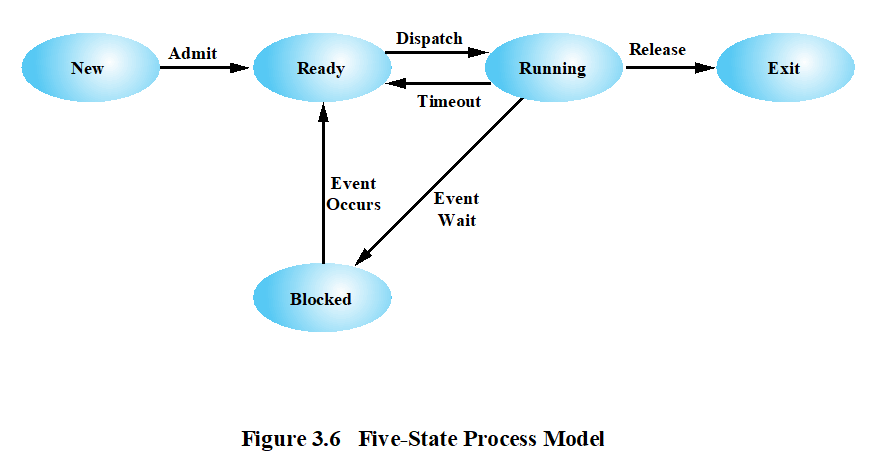 New
Admit
Ready
Dispatch
Timeout
Running
Release
Exit
Event
Occurs
Event
Wait
Blocked
Figure 3.6 Five-State Process Model